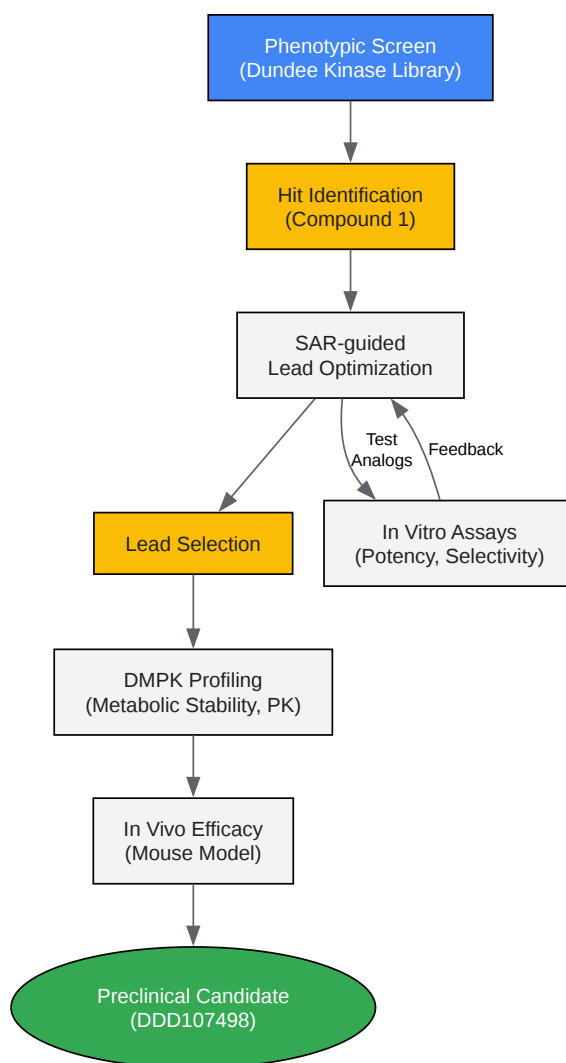 Phenotypic Screen
(Dundee Kinase Library)
Hit Identification
(Compound 1)
SAR-guided
Lead Optimization
Test
Analogs
Feedback
Lead Selection
In Vitro Assays
(Potency, Selectivity)
DMPK Profiling
(Metabolic Stability, PK)
In Vivo Efficacy
(Mouse Model)
Preclinical Candidate
(DDD107498)